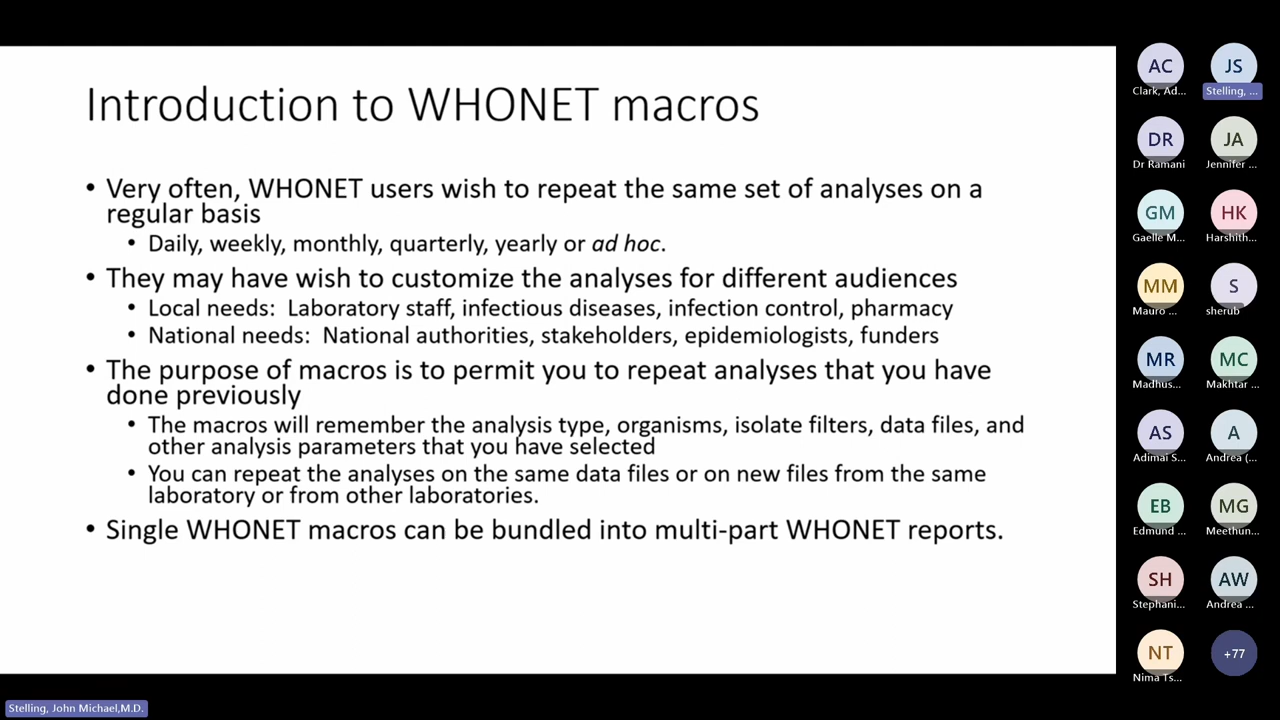 Introduction to WHONET macros
• Very often, WHONET users wish to repeat the same set of analyses on a
regular basis
• Daily, weekly, monthly, quarterly, yearly or ad hoc.
• They may have wish to customize the analyses for different audiences
• Local needs: Laboratory staff, infectious diseases, infection control, pharmacy
• National needs: National authorities, stakeholders, epidemiologists, funders
• The purpose of macros is to permit you to repeat analyses that you have
done previously
• The macros will remember the analysis type, organisms, isolate filters, data files, and
other analysis parameters that you have selected
• You can repeat the analyses on the same data files or on new files from the same
laboratory or from other laboratories.
• Single WHONET macros can be bundled into multi-part WHONET reports.
AC
Clark, Ad...
JS
Stelling, ...
DR
Dr Ramani
JA
Jennifer ...
GM
Gaelle M...
HK
Harshith...
MM
Mauro ...
S
sherub
MR
Madhus...
MC
Makhtar ...
AS
Adimai S...
A
Andrea (...
EB
Edmund ...
MG
Meethun...
SH
Stephani...
AW
Andrea ...
NT
Nima Ts...
+77
Stelling, John Michael,M.D.